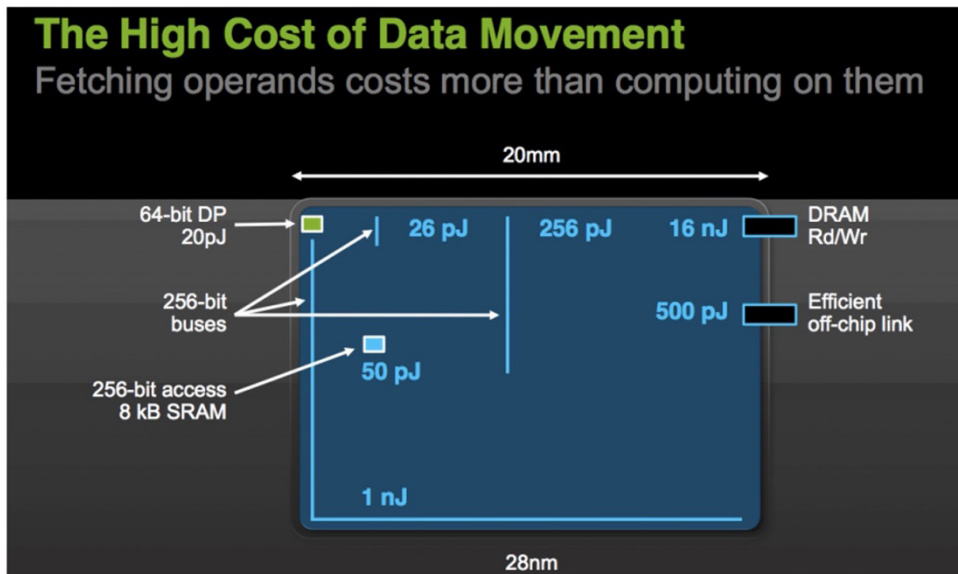 The High Cost of Data Movement
Fetching operands costs more than computing on them
20mm
64-bit DP
20pJ
26 pJ
256 pJ
16 nJ
DRAM
Rd/Wr
256-bit
buses
500 pJ
Efficient
off-chip link
50 pJ
256-bit access
8 kB SRAM
1 nJ
28nm